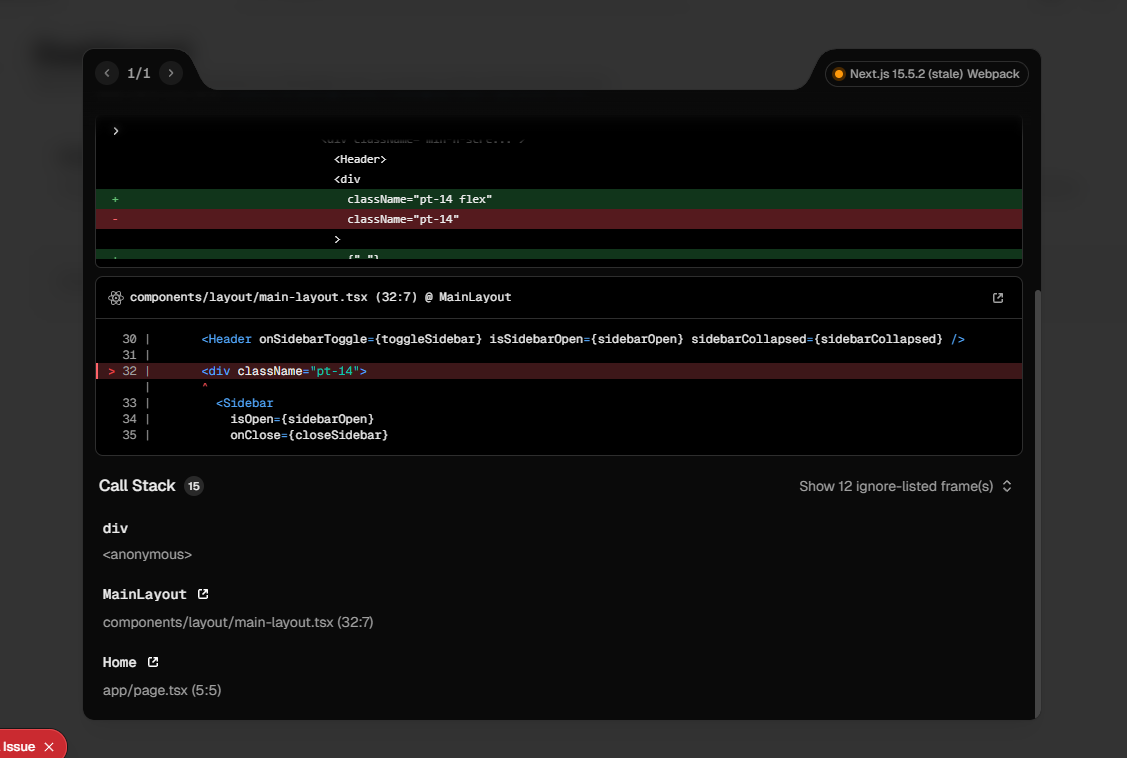 1/1
Next.js 15.5.2 (stale) Webpack
<Header>
<div
+ className="pt-14 flex"
- className="pt-14"
>
components/layout/main-layout.tsx (32:7) @ MainLayout
30 | <Header onSidebarToggle={toggleSidebar} isSidebarOpen={sidebarOpen} sidebarCollapsed={sidebarCollapsed} />
31 |
> 32 | <div className="pt-14">
| ^
33 | <Sidebar
34 | isOpen={sidebarOpen}
35 | onClose={closeSidebar}
Call Stack 15
Show 12 ignore-listed frame(s)
div
<anonymous>
MainLayout
components/layout/main-layout.tsx (32:7)
Home
app/page.tsx (5:5)
Issue